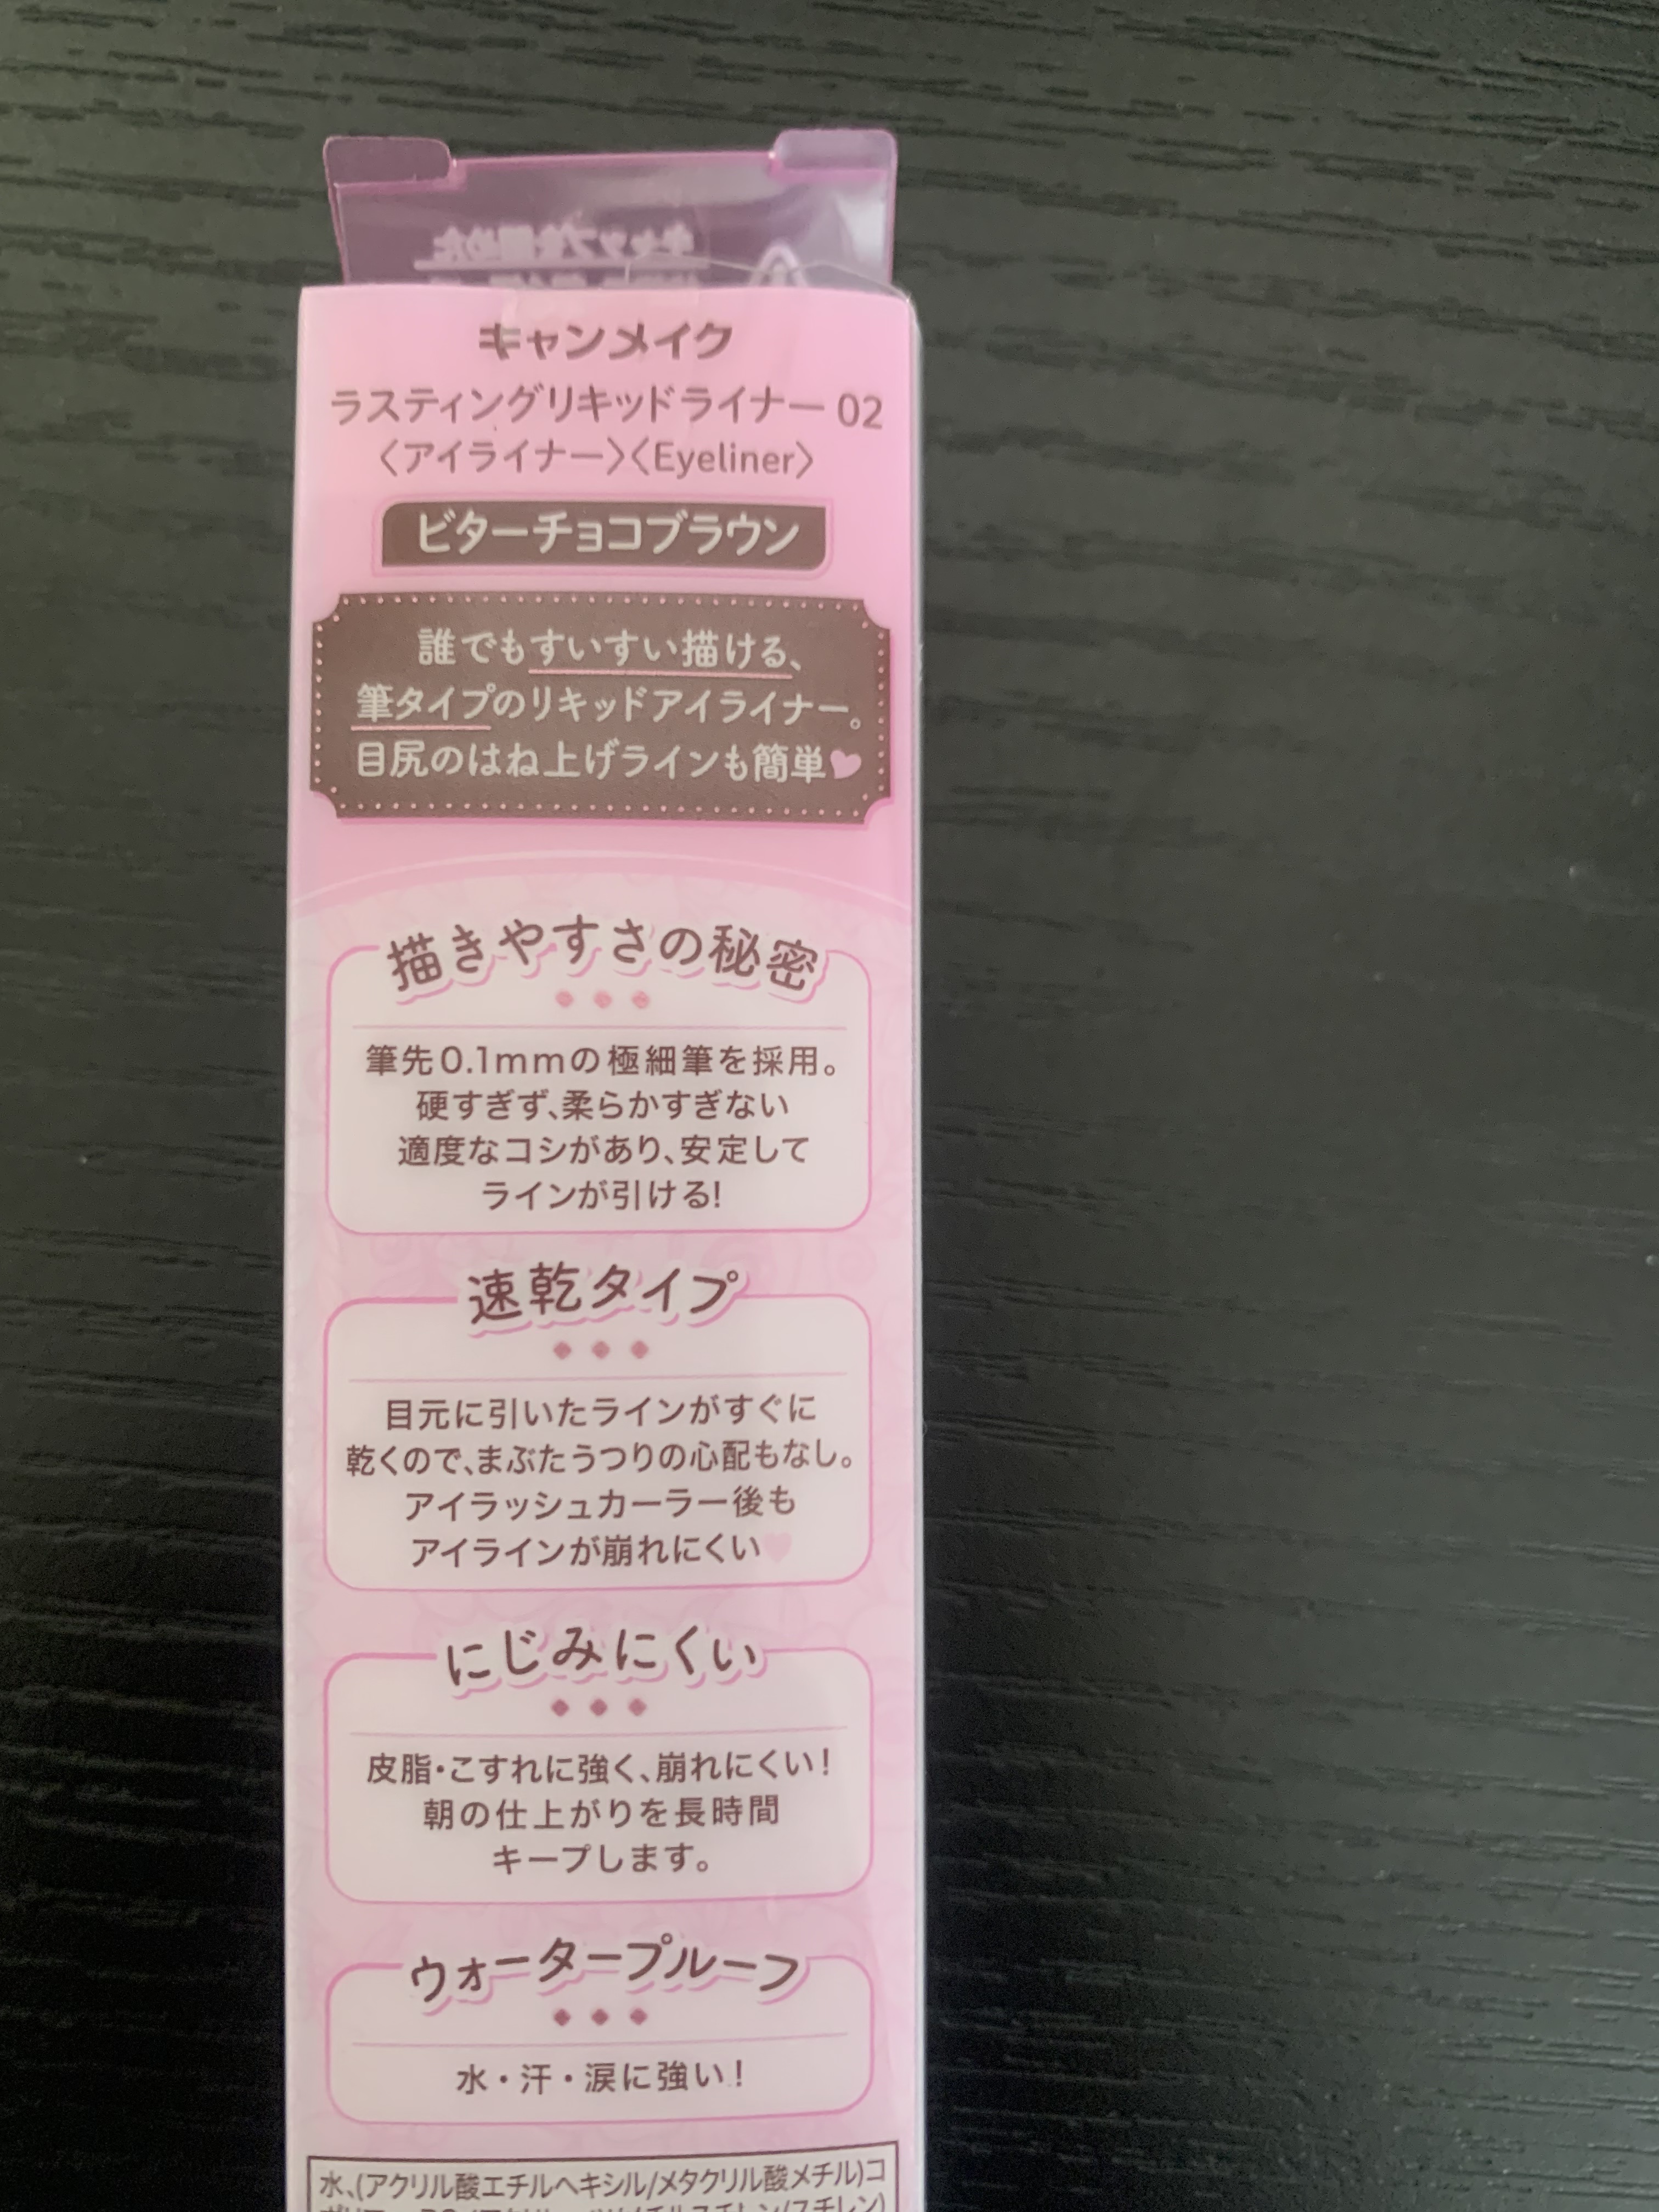 キャンメイク
ラスティングリキッドライナー 02
〈アイライナー〉〈Eyeliner〉
ビターチョコブラウン
誰でもすいすい描ける、
筆タイプのリキッドアイライナー。
目尻のはね上げラインも簡単
描きやすさの秘密
筆先0.1mmの極細筆を採用。
硬すぎず、柔らかすぎない
適度なコシがあり、安定して
ラインが引ける!
速乾タイプ
目元に引いたラインがすぐに
乾くので、まぶたうつりの心配もなし。
アイラッシュカーラー後も
アイラインが崩れにくい
にじみにくい
皮脂・こすれに強く、崩れにくい!
朝の仕上がりを長時間
キープします。
ウォータープルーフ
水・汗・涙に強い!
水、(アクリル酸エチルヘキシル/メタクリル酸メチル)コ